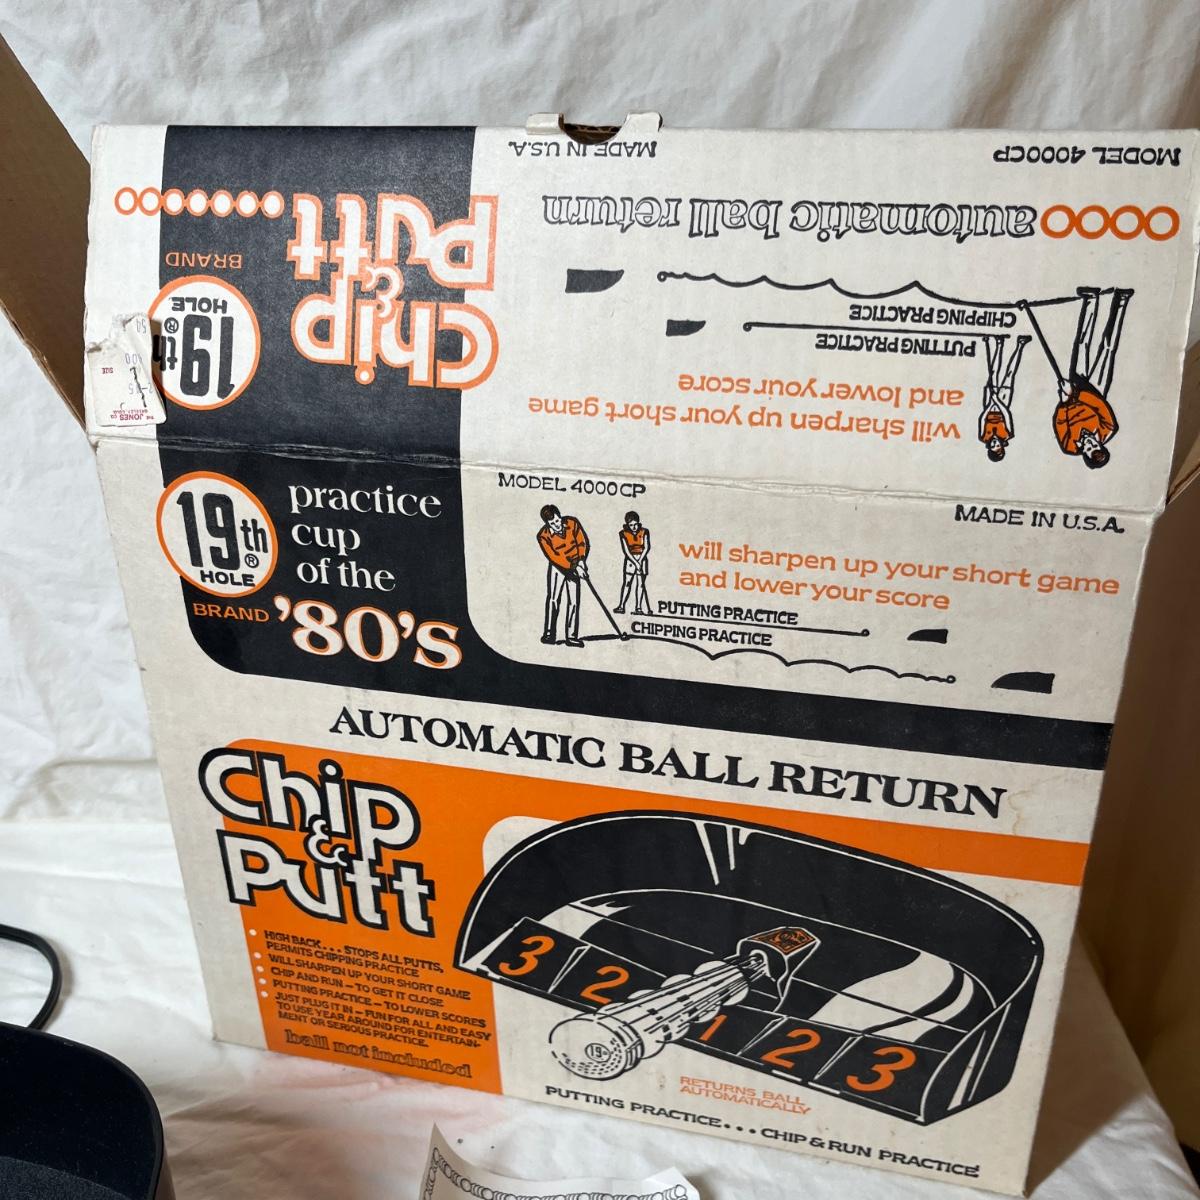 MADE IN U.S.A.
MODEL 4000CP
automatic ball return
Chip
&
Putt
BRAND
19th
®
HOLE
CHIPPING PRACTICE
PUTTING PRACTICE
will sharpen up your short game
and lower your score
THE JONES CO
SIZE
19th
®
HOLE
BRAND
practice
cup
of the
'80's
MODEL 4000CP
MADE IN U.S.A.
will sharpen up your short game
and lower your score
PUTTING PRACTICE
CHIPPING PRACTICE
AUTOMATIC BALL RETURN
Chip
&
Putt
HIGH BACK... STOPS ALL PUTTS,
PERMITS CHIPPING PRACTICE
WILL SHARPEN UP YOUR SHORT GAME
CHIP AND RUN – TO GET IT CLOSE
PUTTING PRACTICE – TO LOWER SCORES
JUST PLUG IT IN – FUN FOR ALL AND EASY
TO USE YEAR AROUND FOR ENTERTAIN-
MENT OR SERIOUS PRACTICE.
ball not included
3 2 1 2 3
19th
RETURNS BALL
AUTOMATICALLY
PUTTING PRACTICE... CHIP & RUN PRACTICE